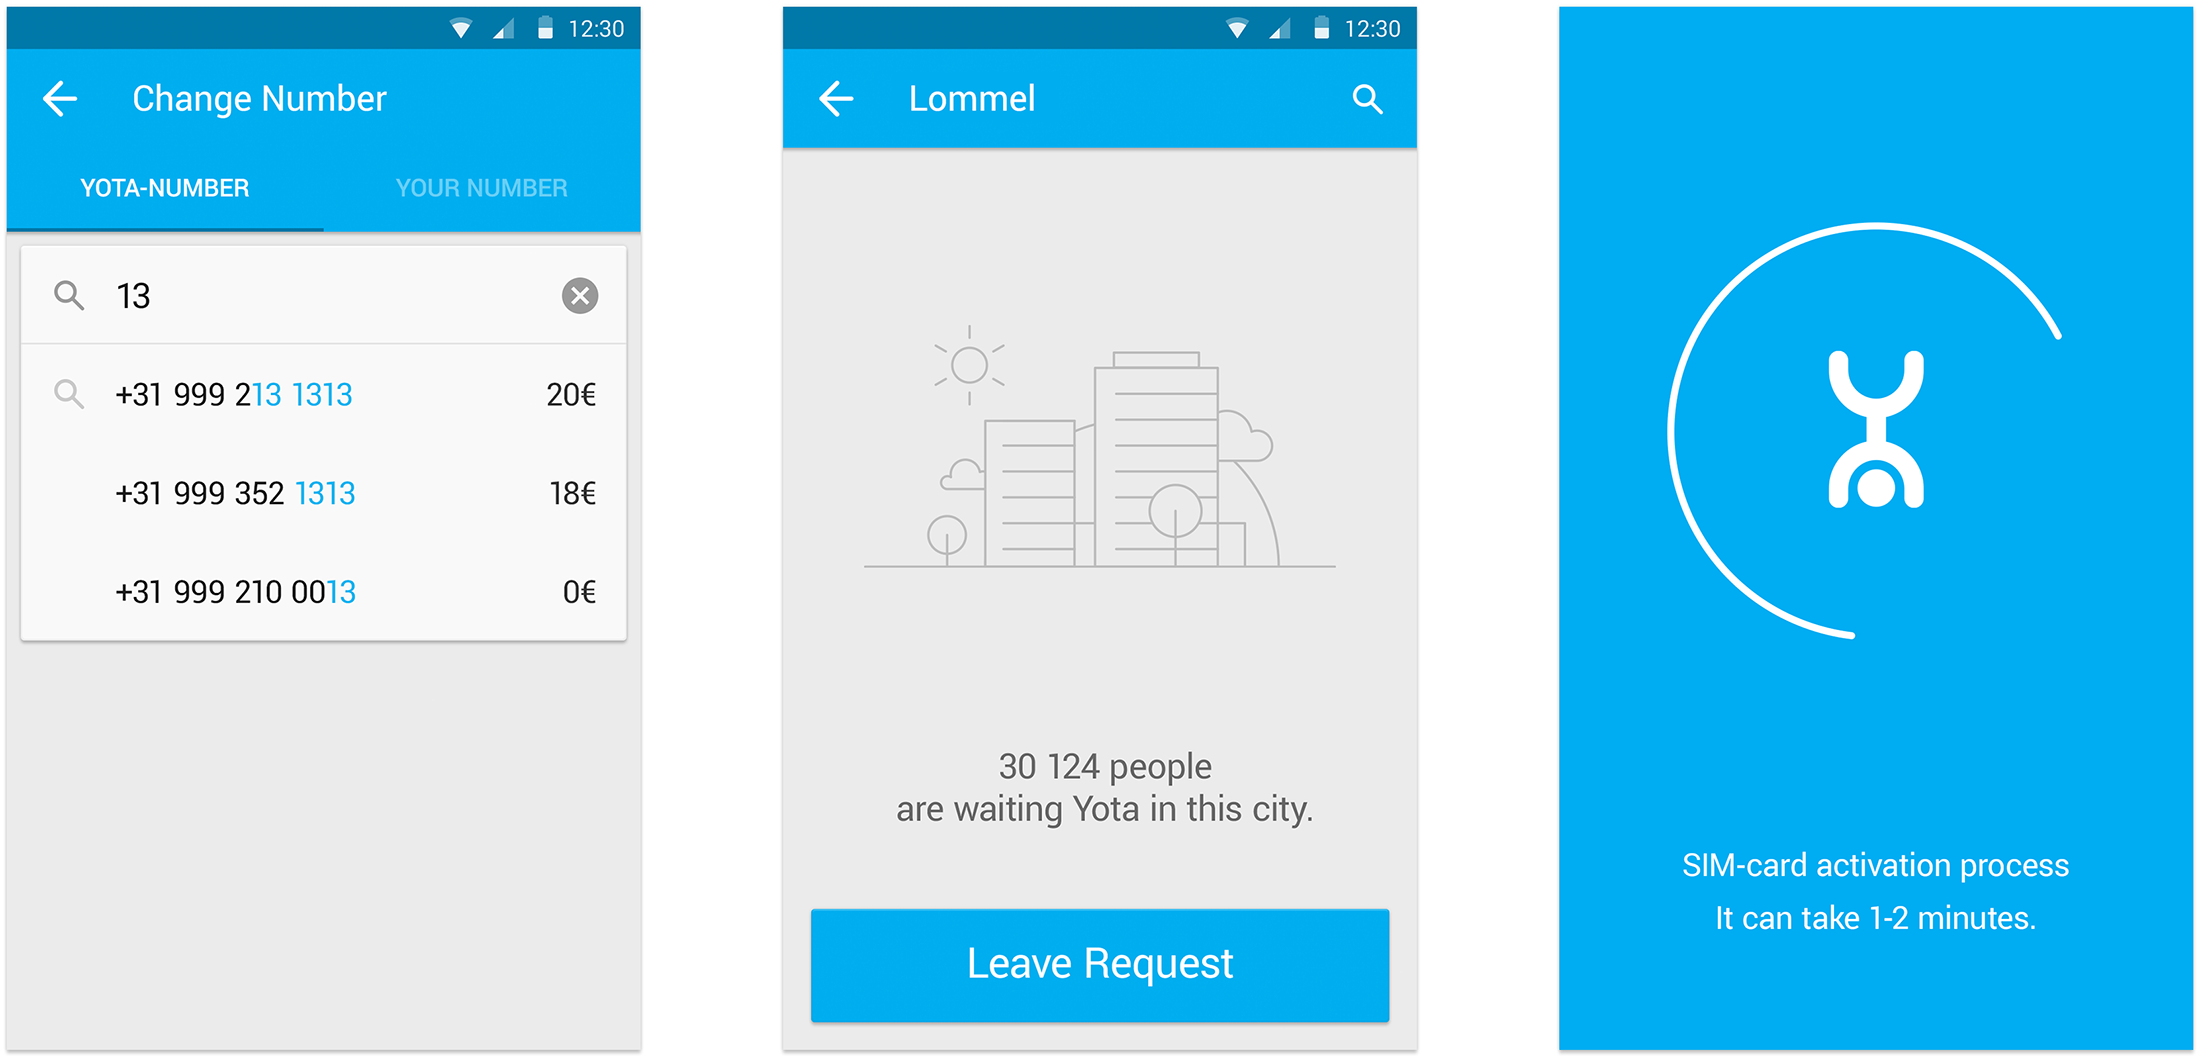 12:30
Change Number
YOTA-NUMBER YOUR NUMBER
13
+31 999 213 1313 20€
+31 999 352 1313 18€
+31 999 210 0013 0€
12:30
Lommel
30 124 people
are waiting Yota in this city.
Leave Request
SIM-card activation process
It can take 1-2 minutes.